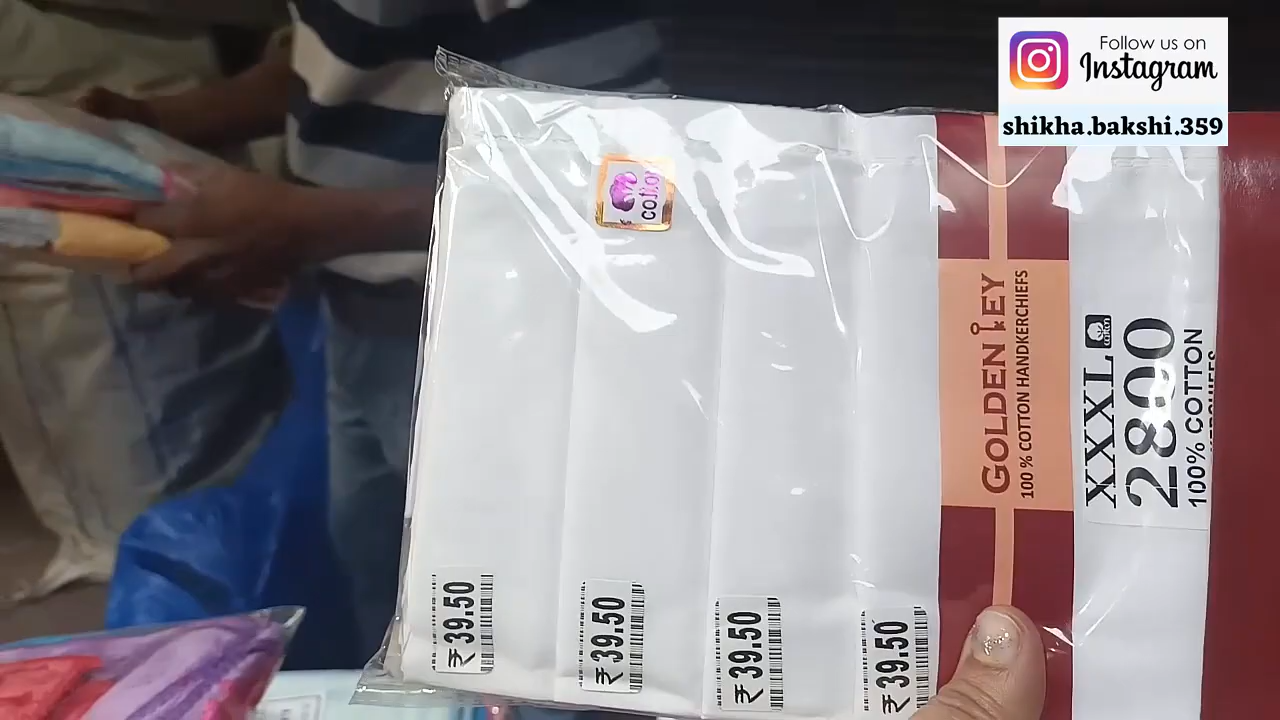 Follow us on
Instagram
shikha.bakshi.359
cotton
GOLDEN KEY
100 % COTTON HANDKERCHIEFS
XXXL
cotton
2800
100% COTTON
₹ 39.50
₹ 39.50
₹ 39.50
₹ 39.50